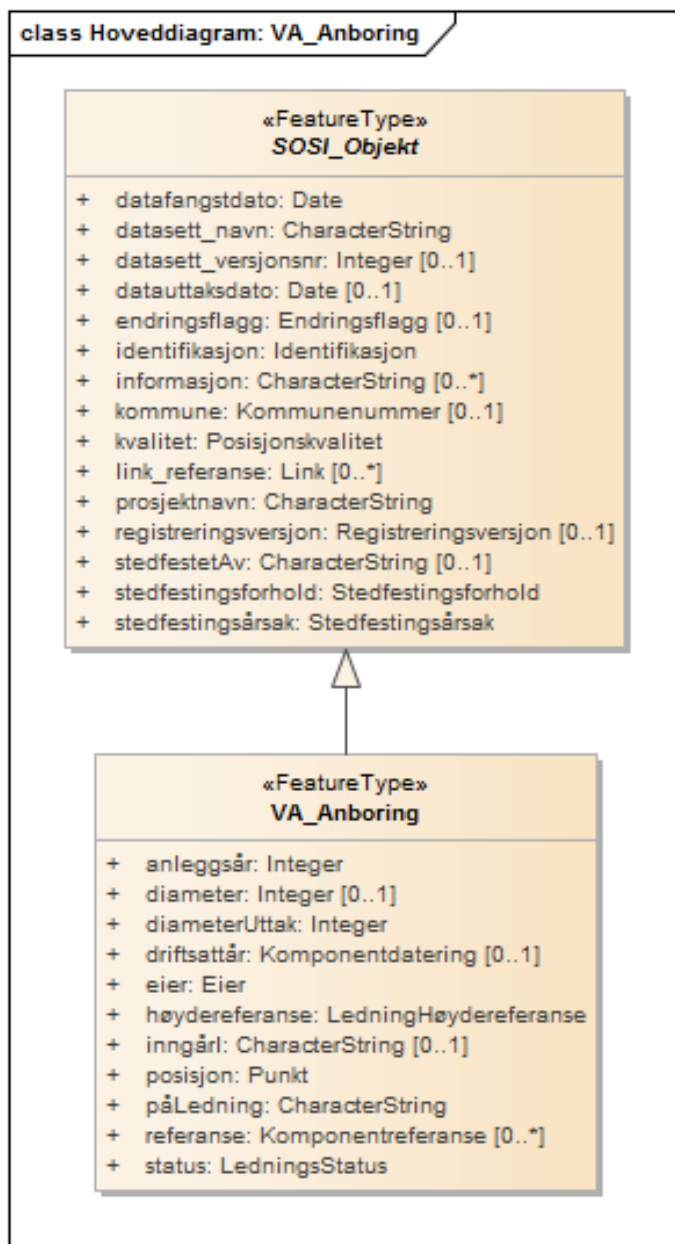 class Hoveddiagram: VA_Anboring
«FeatureType»
SOSI_Objekt
+ datafangstdato: Date
+ datasett_navn: CharacterString
+ datasett_versjonsnr: Integer [0..1]
+ datauttaksdato: Date [0..1]
+ endringsflagg: Endringsflagg [0..1]
+ identifikasjon: Identifikasjon
+ informasjon: CharacterString [0..*]
+ kommune: Kommunenummer [0..1]
+ kvalitet: Posisjonskvalitet
+ link_referanse: Link [0..*]
+ prosjektnavn: CharacterString
+ registreringsversjon: Registreringsversjon [0..1]
+ stedfestetAv: CharacterString [0..1]
+ stedfestingsforhold: Stedfestingsforhold
+ stedfestingsårsak: Stedfestingsårsak
«FeatureType»
VA_Anboring
+ anleggsår: Integer
+ diameter: Integer [0..1]
+ diameterUttak: Integer
+ driftsattår: Komponentdatering [0..1]
+ eier: Eier
+ høydereferanse: LedningHøydereferanse
+ inngårI: CharacterString [0..1]
+ posisjon: Punkt
+ påLedning: CharacterString
+ referanse: Komponentreferanse [0..*]
+ status: LedningsStatus